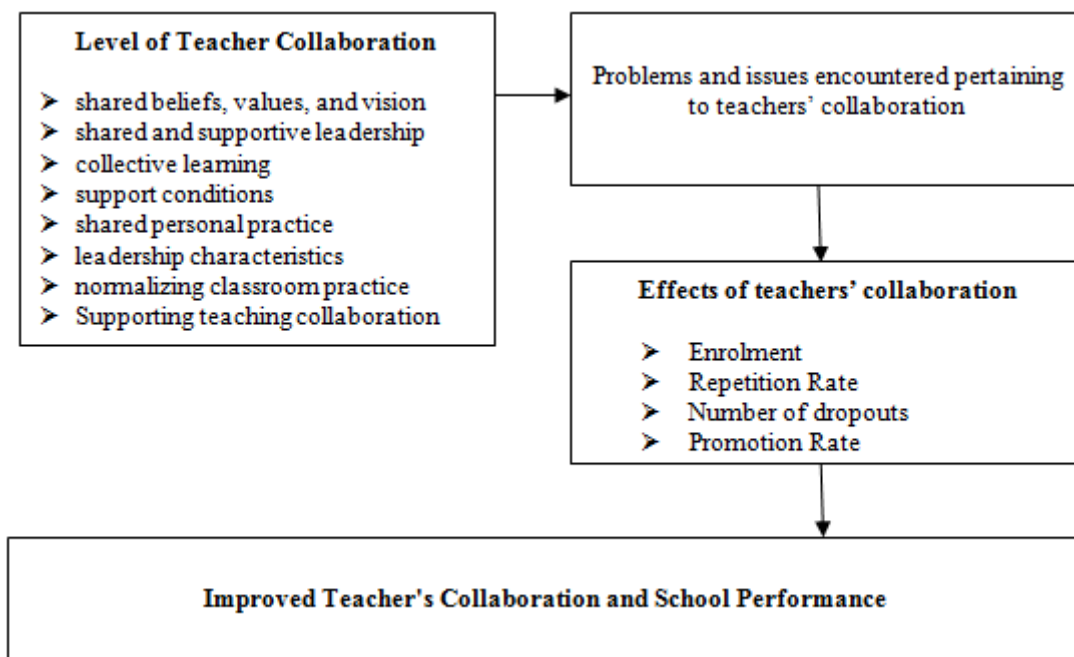 Level of Teacher Collaboration
➤ shared beliefs, values, and vision
➤ shared and supportive leadership
➤ collective learning
➤ support conditions
➤ shared personal practice
➤ leadership characteristics
➤ normalizing classroom practice
➤ Supporting teaching collaboration
Problems and issues encountered pertaining
to teachers’ collaboration
Effects of teachers’ collaboration
➤ Enrolment
➤ Repetition Rate
➤ Number of dropouts
➤ Promotion Rate
Improved Teacher's Collaboration and School Performance